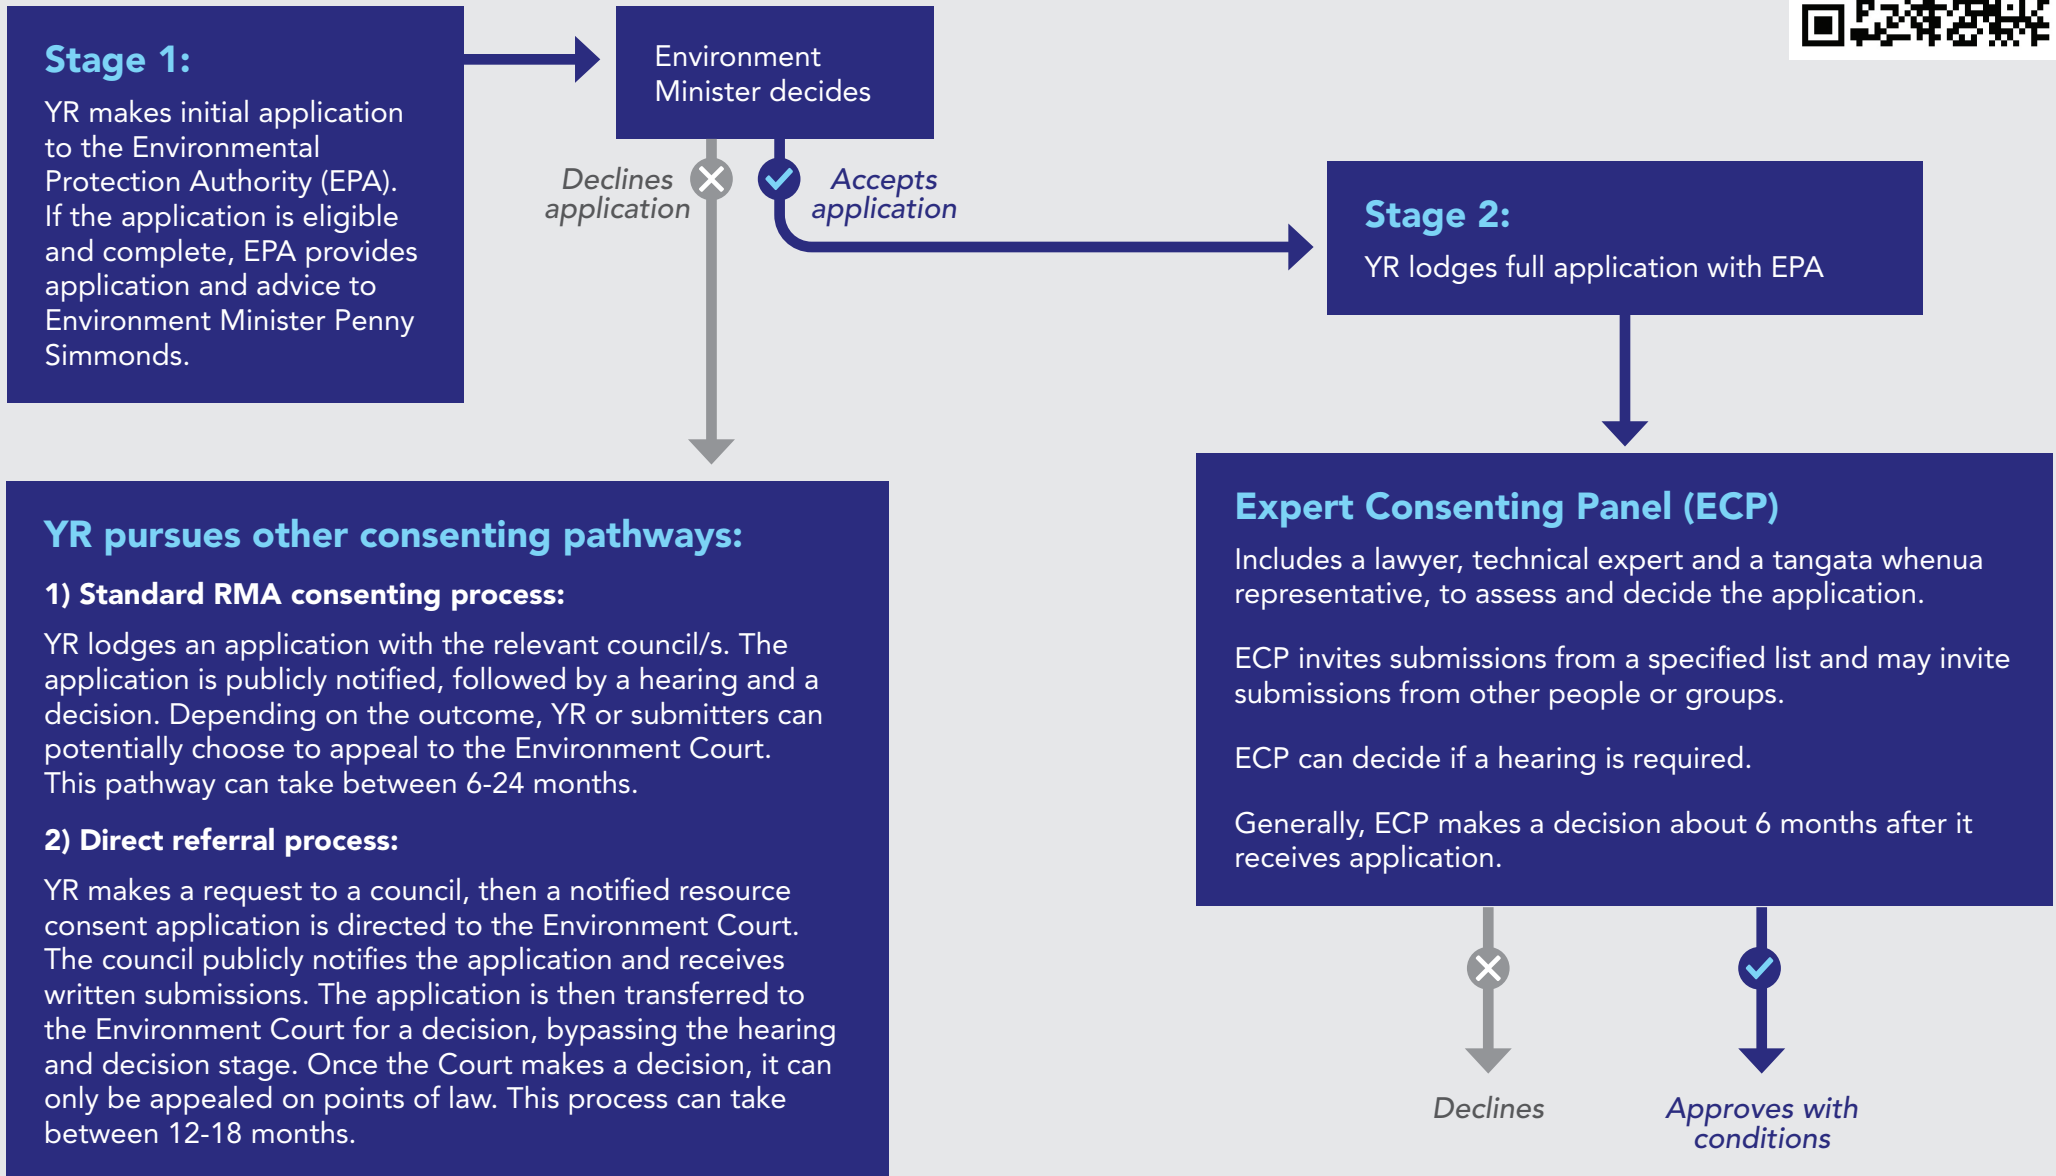 Stage 1:
YR makes initial application
to the Environmental
Protection Authority (EPA).
If the application is eligible
and complete, EPA provides
application and advice to
Environment Minister Penny
Simmonds.
Environment
Minister decides
Declines
application
Accepts
application
Stage 2:
YR lodges full application with EPA
YR pursues other consenting pathways:
1) Standard RMA consenting process:
YR lodges an application with the relevant council/s. The
application is publicly notified, followed by a hearing and a
decision. Depending on the outcome, YR or submitters can
potentially choose to appeal to the Environment Court.
This pathway can take between 6-24 months.
2) Direct referral process:
YR makes a request to a council, then a notified resource
consent application is directed to the Environment Court.
The council publicly notifies the application and receives
written submissions. The application is then transferred to
the Environment Court for a decision, bypassing the hearing
and decision stage. Once the Court makes a decision, it can
only be appealed on points of law. This process can take
between 12-18 months.
Expert Consenting Panel (ECP)
Includes a lawyer, technical expert and a tangata whenua
representative, to assess and decide the application.
ECP invites submissions from a specified list and may invite
submissions from other people or groups.
ECP can decide if a hearing is required.
Generally, ECP makes a decision about 6 months after it
receives application.
Declines
Approves with
conditions